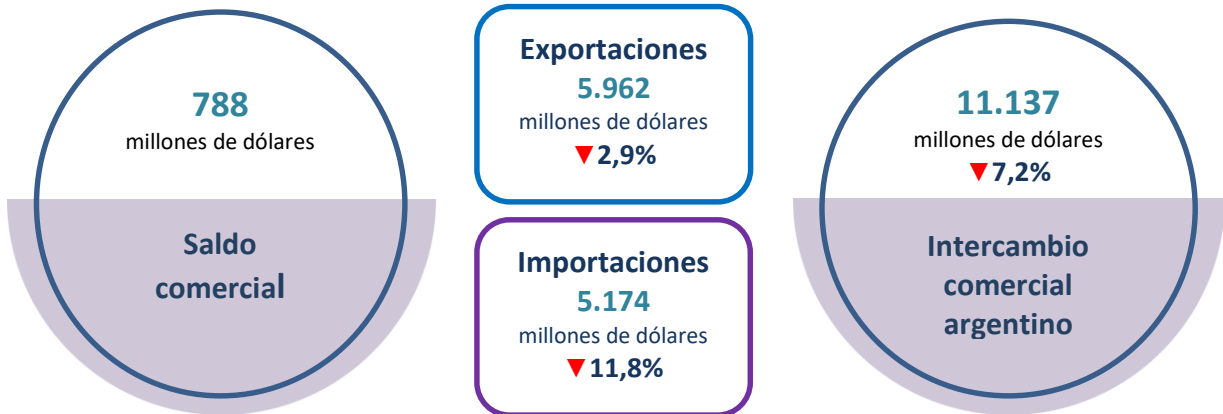 788
millones de dólares
Saldo
comercial
Exportaciones
5.962
millones de dólares
▼2,9%
Importaciones
5.174
millones de dólares
▼11,8%
11.137
millones de dólares
▼7,2%
Intercambio
comercial
argentino